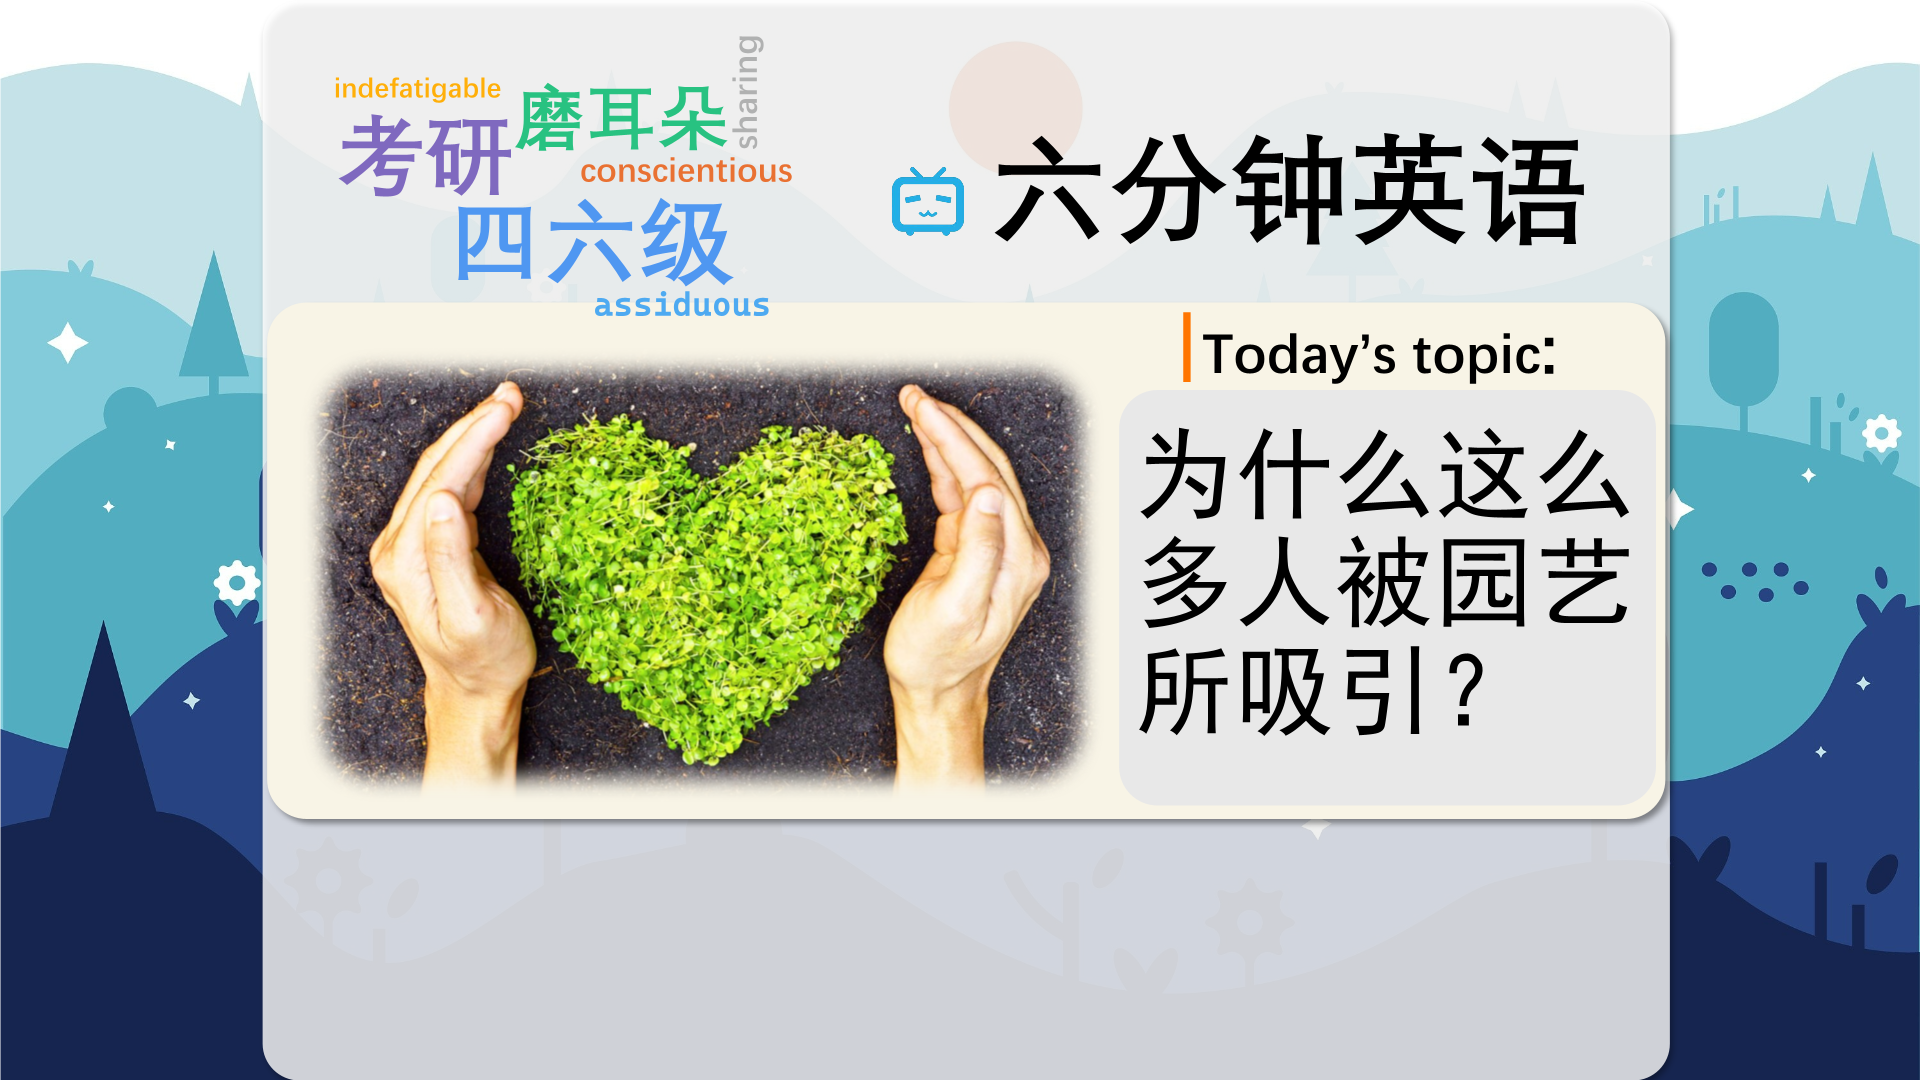 indefatigable
考研
磨耳朵
sharing
conscientious
四六级
assiduous
六分钟英语
Today’s topic:
为什么这么
多人被园艺
所吸引？